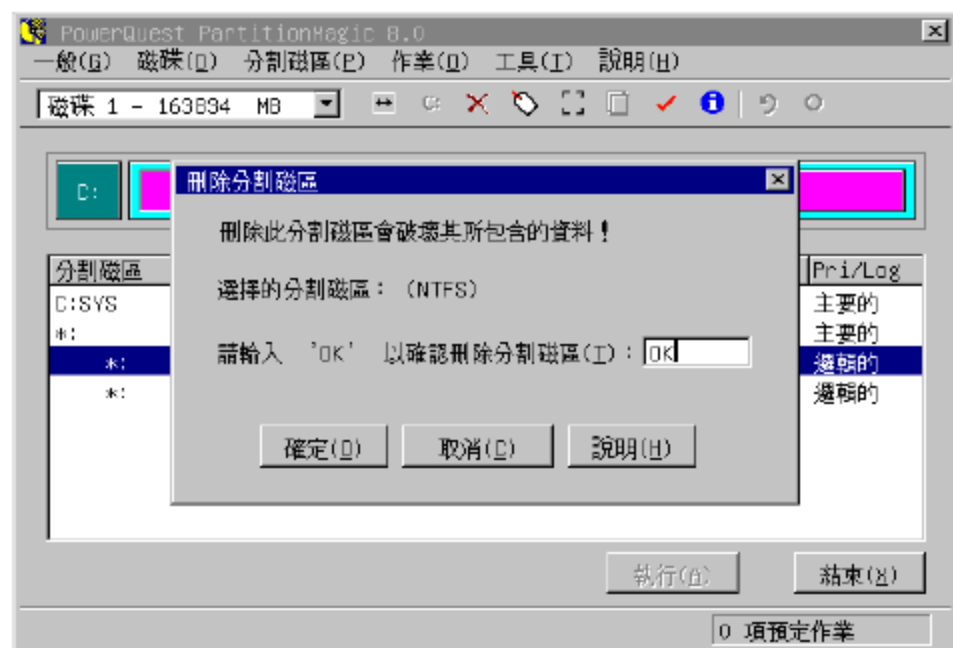 PowerQuest PartitionMagic 8.0
一般(G) 磁碟(D) 分割磁區(P) 作業(O) 工具(I) 說明(H)
磁碟 1 - 163834 MB
C:
刪除分割磁區
刪除此分割磁區會破壞其所包含的資料!
選擇的分割磁區: (NTFS)
請輸入 'OK' 以確認刪除分割磁區(T): OK
確定(O) 取消(C) 說明(H)
分割磁區 Pri/Log
C:SYS 主要的
*: 主要的
*: 邏輯的
*: 邏輯的
執行(A) 結束(X)
0 項預定作業